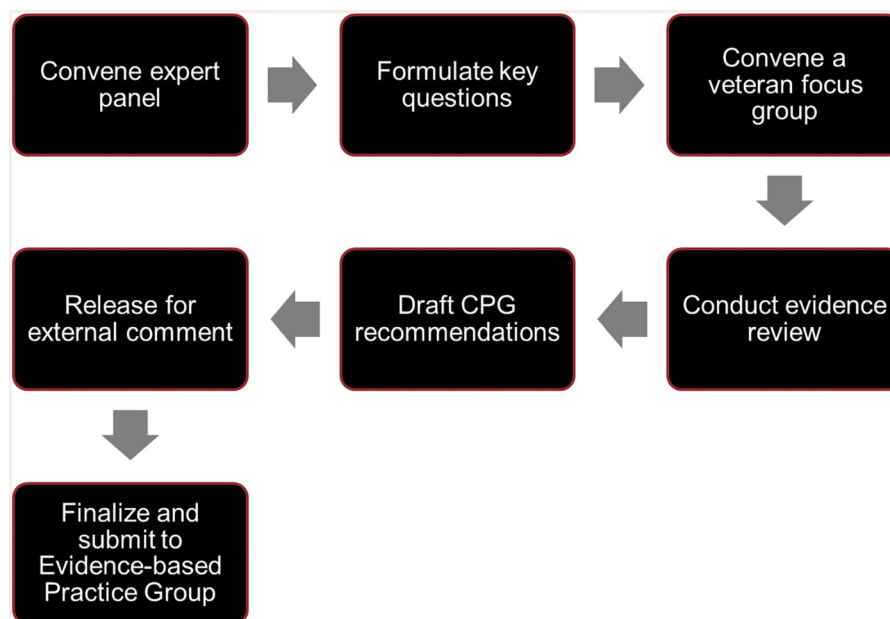 Convene expert
panel
Formulate key
questions
Convene a
veteran focus
group
Conduct evidence
review
Draft CPG
recommendations
Release for
external comment
Finalize and
submit to
Evidence-based
Practice Group